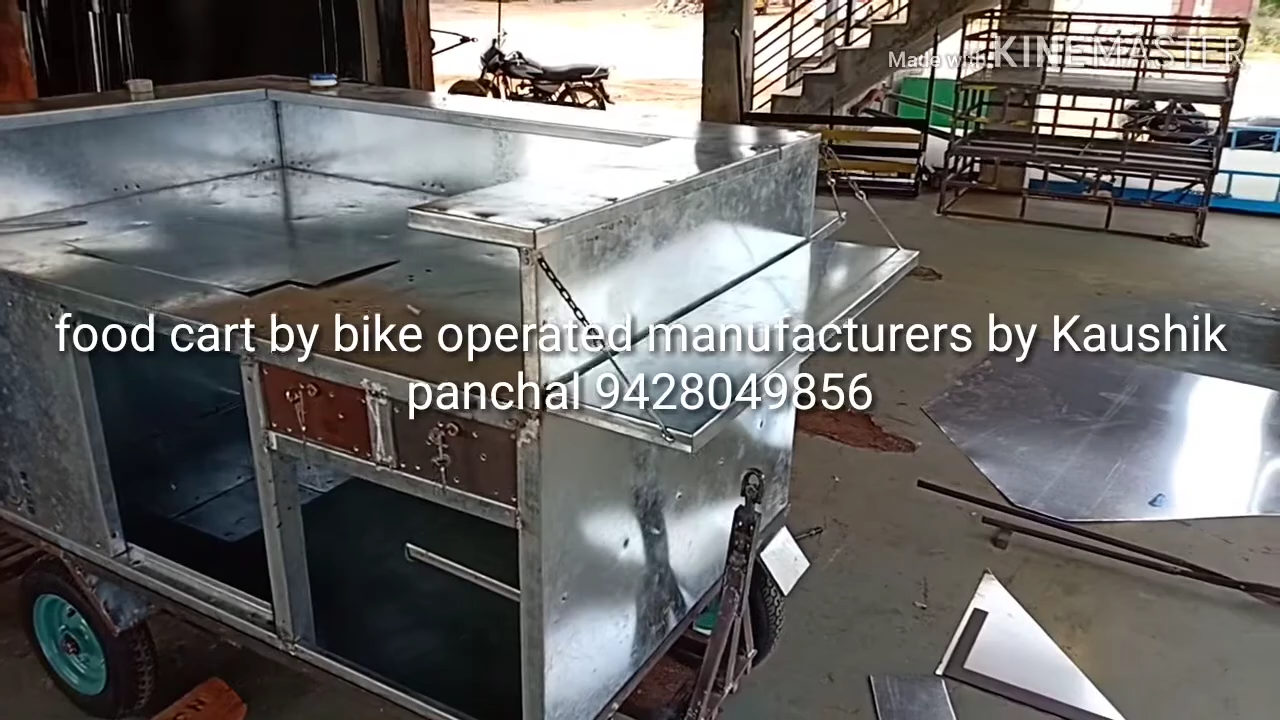 Made with KINEMASTER
food cart by bike operated manufacturers by Kaushik
panchal 9428049856